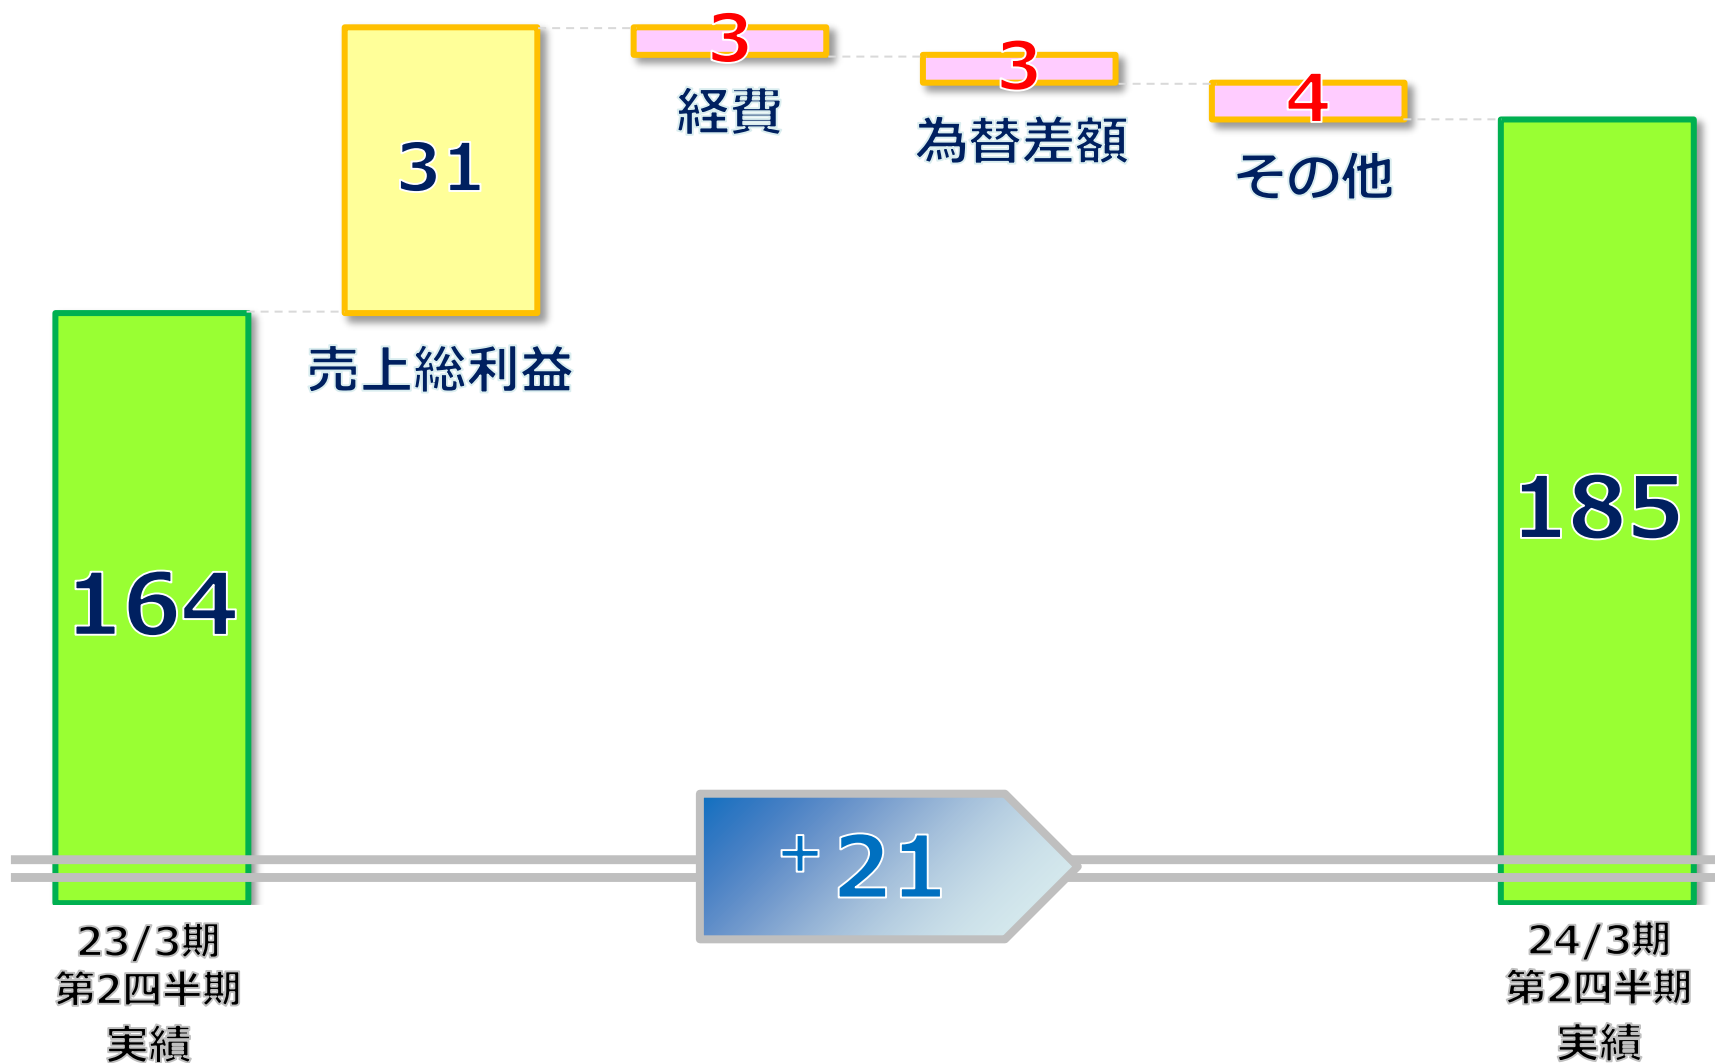 164
23/3期
第2四半期
実績
31
売上総利益
3
経費
3
為替差額
4
その他
+21
185
24/3期
第2四半期
実績